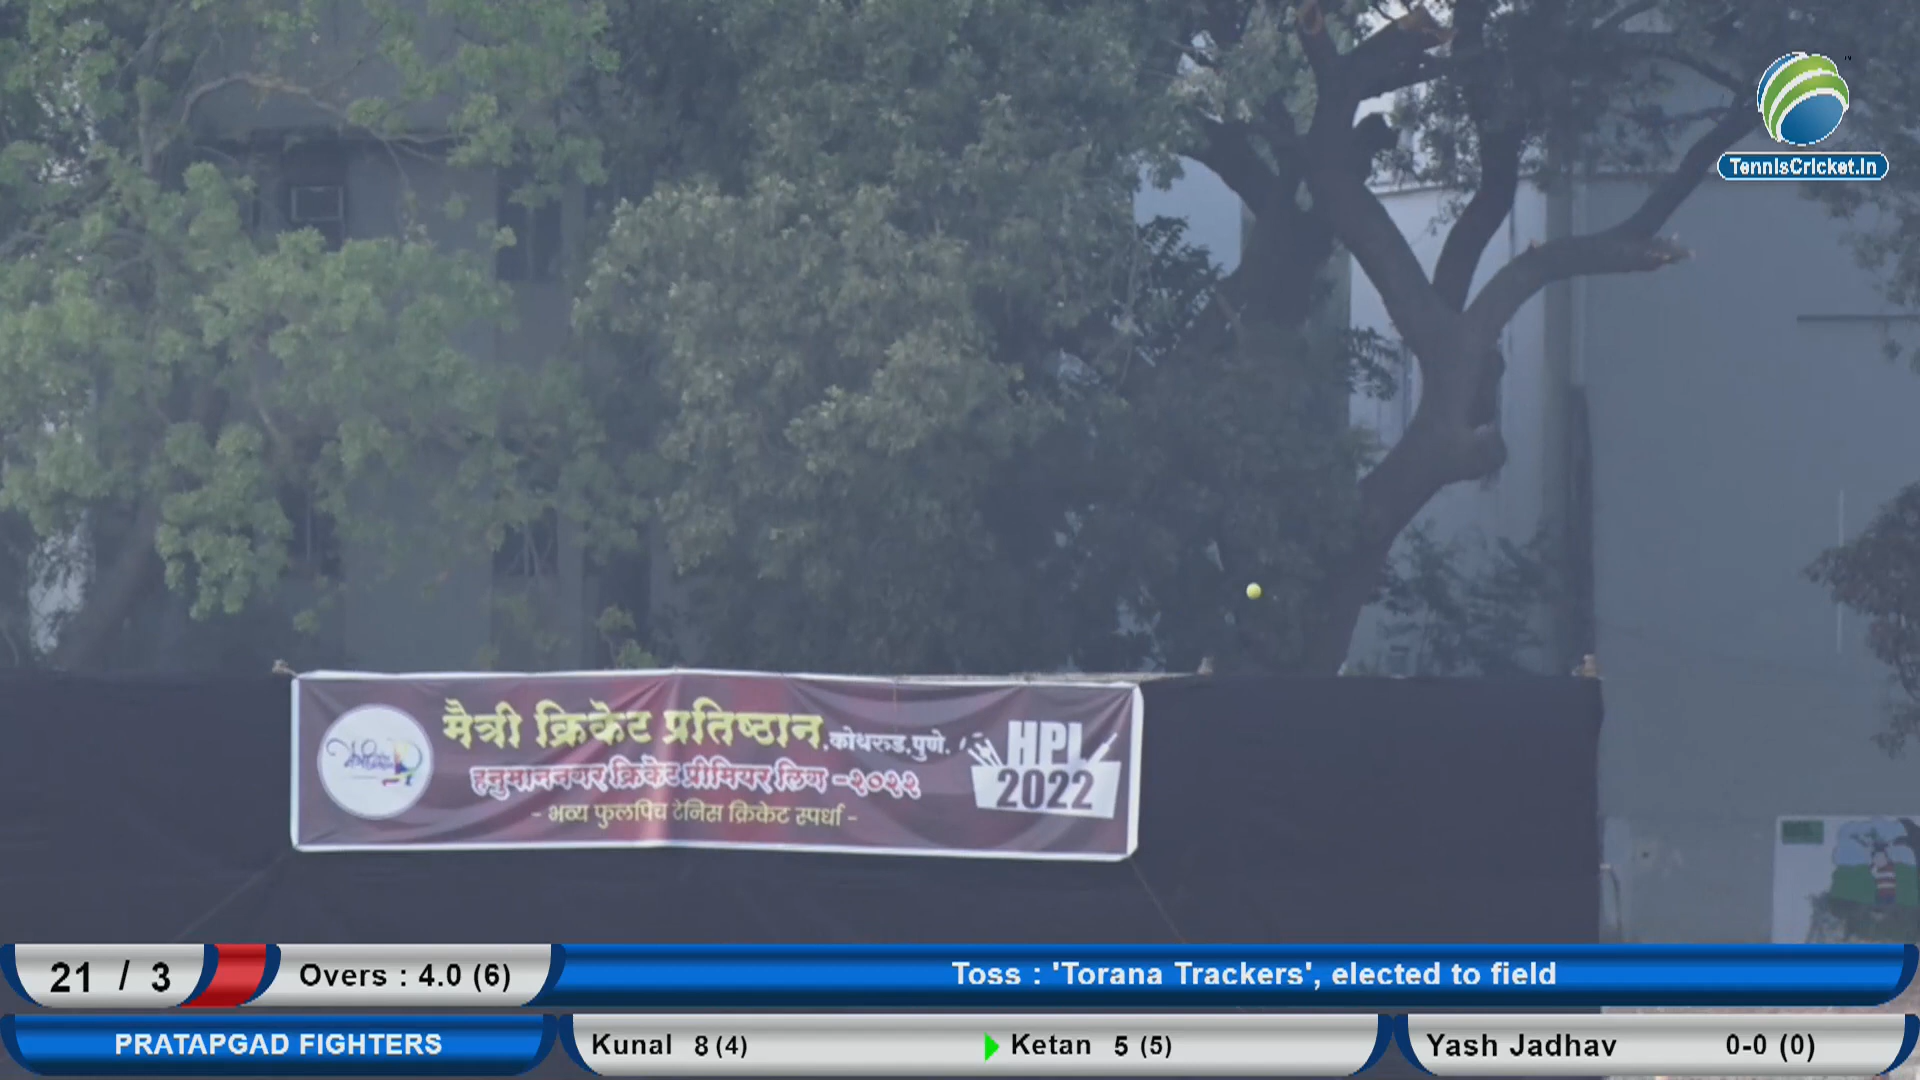 TennisCricket.In
मैत्री क्रिकेट प्रतिष्ठान, कोथरुड, पुणे.
हनुमाननगर क्रिकेट प्रीमियर लिग -२०२२
- भव्य फुलपिच टेनिस क्रिकेट स्पर्धा -
HPL
2022
21 / 3 Overs : 4.0 (6) Toss : 'Torana Trackers', elected to field
PRATAPGAD FIGHTERS Kunal 8 (4) Ketan 5 (5) Yash Jadhav 0-0 (0)